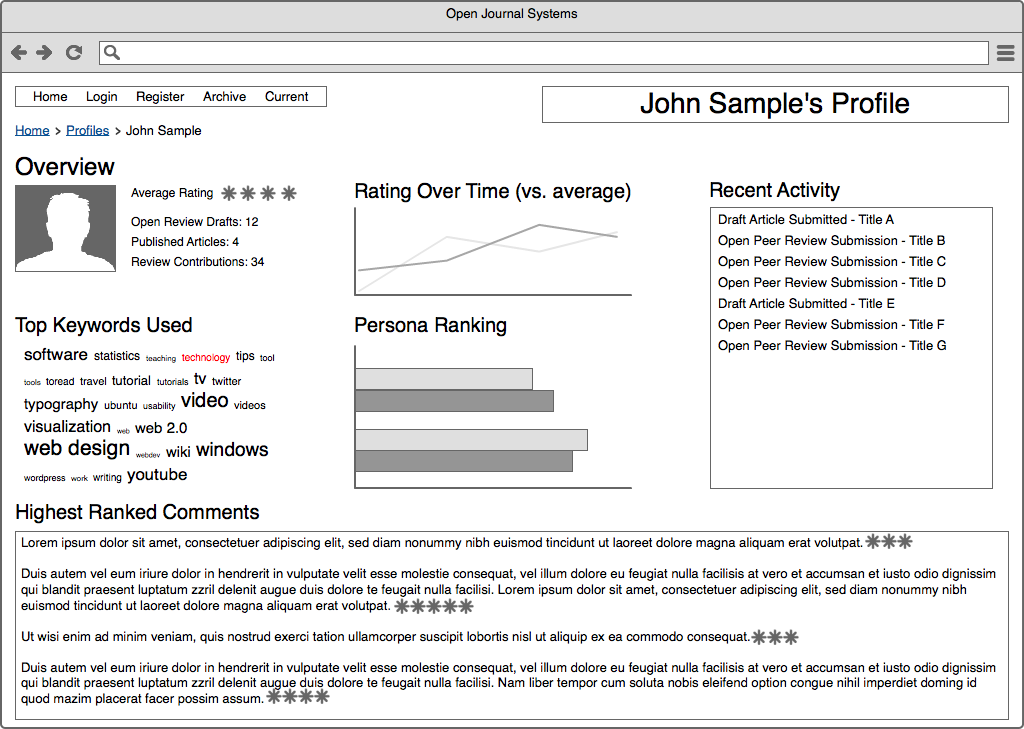 Open Journal Systems
Home Login Register Archive Current
John Sample's Profile
Home > Profiles > John Sample
Overview
Average Rating
Open Review Drafts: 12
Published Articles: 4
Review Contributions: 34
Rating Over Time (vs. average)
Recent Activity
Draft Article Submitted - Title A
Open Peer Review Submission - Title B
Open Peer Review Submission - Title C
Open Peer Review Submission - Title D
Draft Article Submitted - Title E
Open Peer Review Submission - Title F
Open Peer Review Submission - Title G
Top Keywords Used
software statistics teaching technology tips tool
tools toread travel tutorial tutorials tv twitter
typography ubuntu usability video videos
visualization web web 2.0
web design webdev wiki windows
wordpress work writing youtube
Persona Ranking
Highest Ranked Comments
Lorem ipsum dolor sit amet, consectetuer adipiscing elit, sed diam nonummy nibh euismod tincidunt ut laoreet dolore magna aliquam erat volutpat.
Duis autem vel eum iriure dolor in hendrerit in vulputate velit esse molestie consequat, vel illum dolore eu feugiat nulla facilisis at vero et accumsan et iusto odio dignissim
qui blandit praesent luptatum zzril delenit augue duis dolore te feugait nulla facilisi. Lorem ipsum dolor sit amet, consectetuer adipiscing elit, sed diam nonummy nibh
euismod tincidunt ut laoreet dolore magna aliquam erat volutpat.
Ut wisi enim ad minim veniam, quis nostrud exerci tation ullamcorper suscipit lobortis nisl ut aliquip ex ea commodo consequat.
Duis autem vel eum iriure dolor in hendrerit in vulputate velit esse molestie consequat, vel illum dolore eu feugiat nulla facilisis at vero et accumsan et iusto odio dignissim
qui blandit praesent luptatum zzril delenit augue duis dolore te feugait nulla facilisi. Nam liber tempor cum soluta nobis eleifend option congue nihil imperdiet doming id
quod mazim placerat facer possim assum.